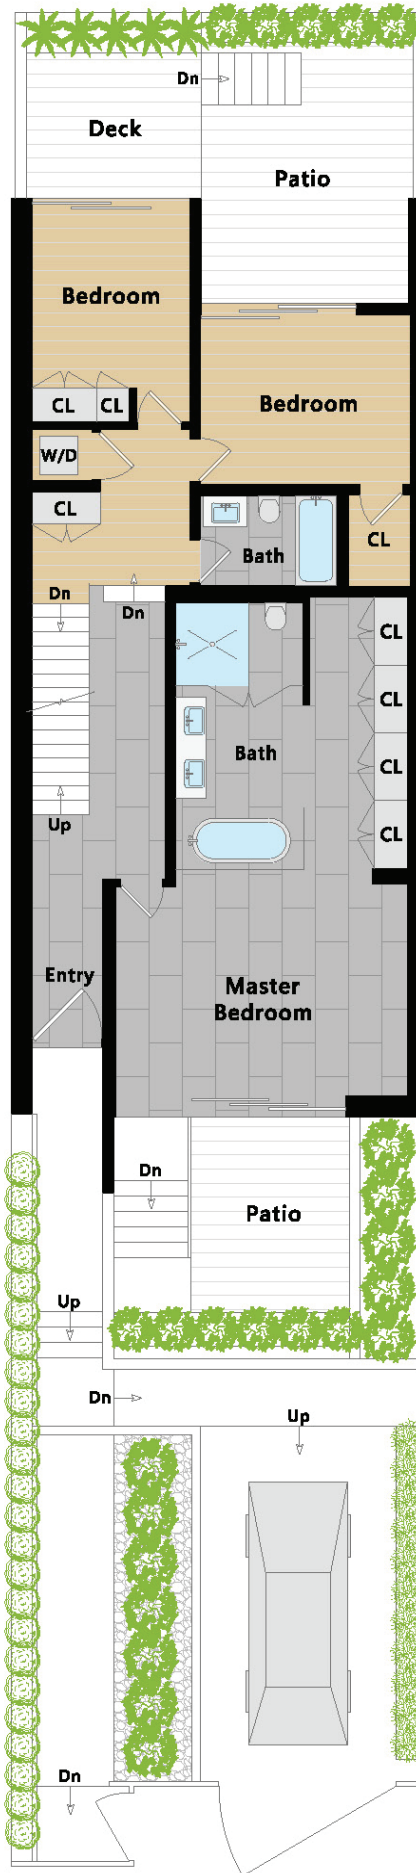 Dn
Deck
Patio
Bedroom
Bedroom
CL
CL
W/D
CL
Bath
CL
Dn
Dn
CL
CL
Bath
CL
Up
CL
Entry
Master
Bedroom
Dn
Patio
Up
Dn
Up
Dn